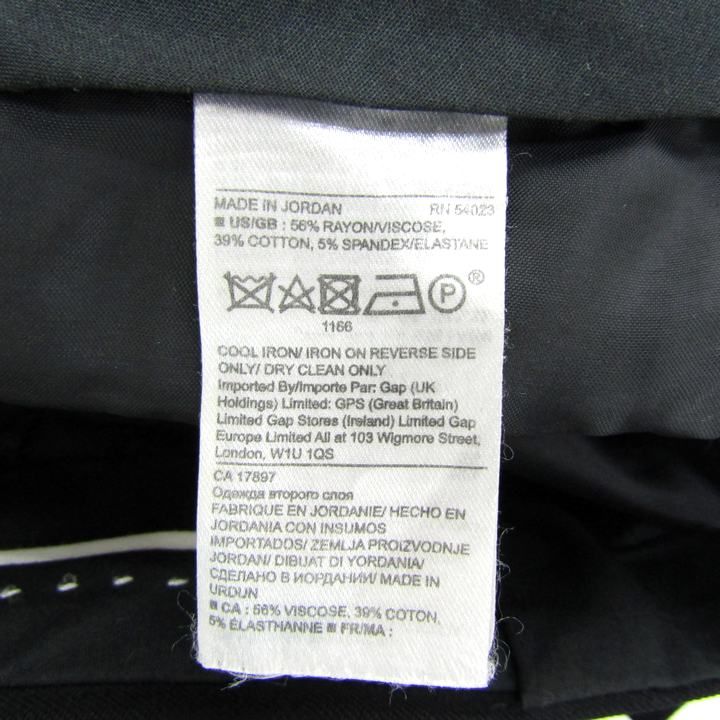 MADE IN JORDAN RN 54023
US/GB : 56% RAYON/VISCOSE,
39% COTTON, 5% SPANDEX/ELASTANE
P®
1166
COOL IRON/ IRON ON REVERSE SIDE
ONLY/ DRY CLEAN ONLY
Imported By/Importe Par: Gap (UK
Holdings) Limited: GPS (Great Britain)
Limited Gap Stores (Ireland) Limited Gap
Europe Limited All at 103 Wigmore Street,
London, W1U 1QS
CA 17897
Одежда второго слоя
FABRIQUE EN JORDANIE/ HECHO EN
JORDANIA CON INSUMOS
IMPORTADOS/ ZEMLJA PROIZVODNJE
JORDAN/ DIBUAT DI YORDANIA/
СДЕЛАНО В ИОРДАНИИ/ MADE IN
URDUN
CA : 56% VISCOSE, 39% COTTON,
5% ÉLASTHANNE FR/MA :